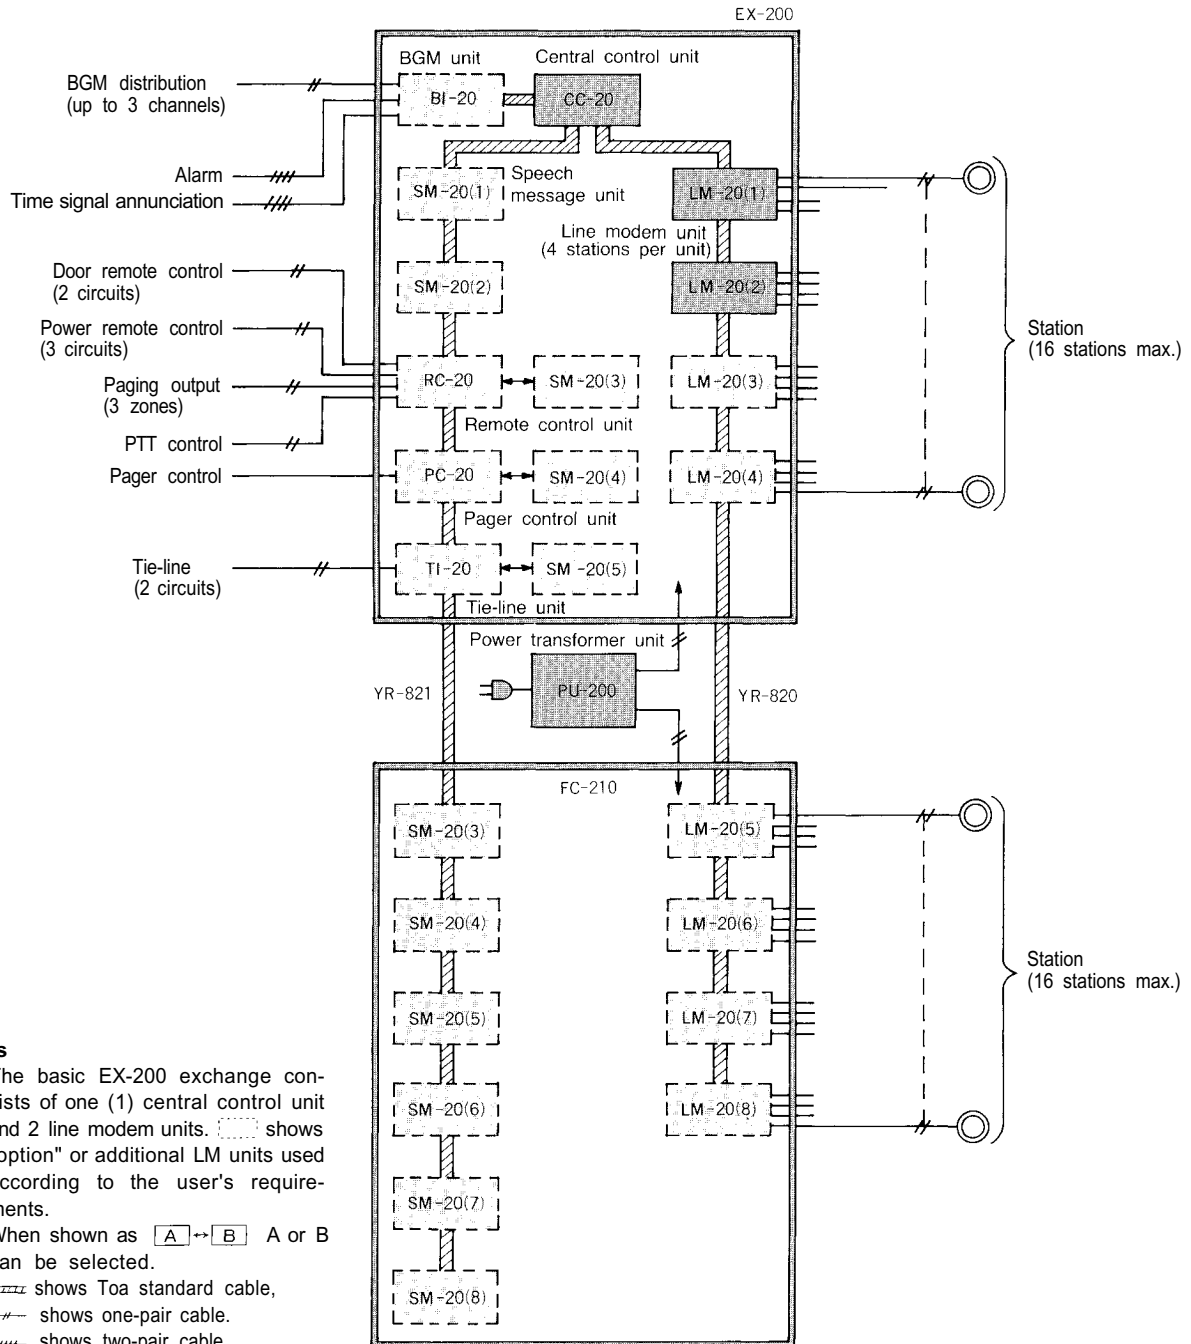 EX-200
BGM unit
Central control unit
BGM distribution
(up to 3 channels)
BI-20
CC-20
Alarm
Time signal annunciation
SM-20(1)
Speech
message unit
LM-20(1)
Line modem unit
(4 stations per unit)
Door remote control
(2 circuits)
SM-20(2)
LM-20(2)
Power remote control
(3 circuits)
Station
(16 stations max.)
Paging output
(3 zones)
RC-20
SM-20(3)
LM-20(3)
Remote control unit
PTT control
Pager control
PC-20
SM-20(4)
LM-20(4)
Pager control unit
Tie-line
(2 circuits)
TI-20
SM-20(5)
Tie-line unit
Power transformer unit
PU-200
YR-821
YR-820
FC-210
SM-20(3)
LM-20(5)
SM-20(4)
LM-20(6)
Station
(16 stations max.)
SM-20(5)
LM-20(7)
SM-20(6)
LM-20(8)
SM-20(7)
SM-20(8)
s
he basic EX-200 exchange con-
ists of one (1) central control unit
nd 2 line modem units. shows
option" or additional LM units used
ccording to the user's require-
ments.
When shown as A ↔ B A or B
an be selected.
shows Toa standard cable,
shows one-pair cable.
shows two-pair cable